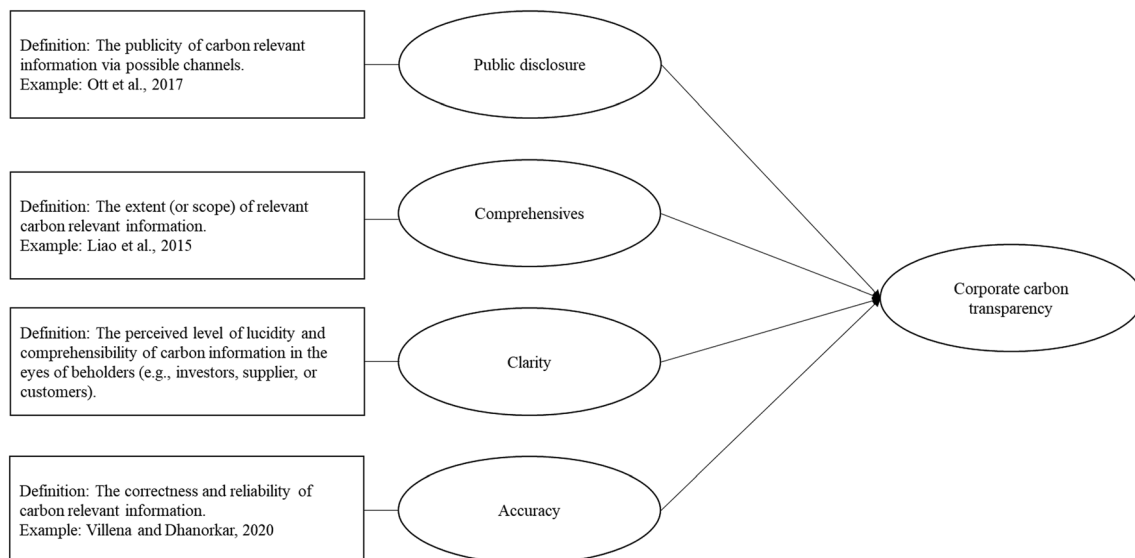 Definition: The publicity of carbon relevant
information via possible channels.
Example: Ott et al., 2017
Public disclosure
Definition: The extent (or scope) of relevant
carbon relevant information.
Example: Liao et al., 2015
Comprehensives
Corporate carbon
transparency
Definition: The perceived level of lucidity and
comprehensibility of carbon information in the
eyes of beholders (e.g., investors, supplier, or
customers).
Clarity
Definition: The correctness and reliability of
carbon relevant information.
Example: Villena and Dhanorkar, 2020
Accuracy